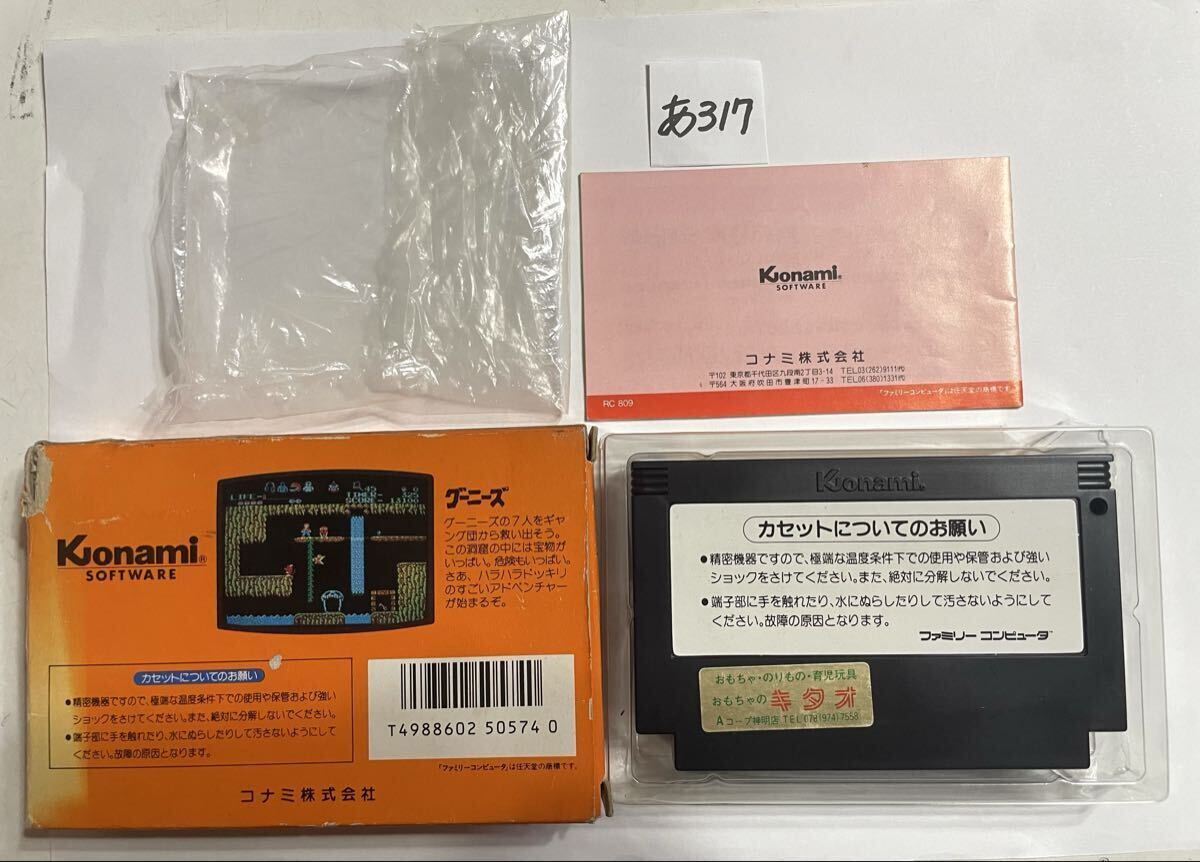 あ317
Konami®
SOFTWARE
コナミ株式会社
〒102 東京都千代田区九段南2丁目3-14 TEL03(262)9111㈹
〒564 大阪府吹田市豊津町17-33 TEL06(380)1331㈹
RC 809
「ファミリーコンピュータ」は任天堂の商標です。
Konami®
SOFTWARE
LIFE
TIMER- 325
SCORE- 13100
グーニーズ
グーニーズの7人をギャ
ング団から救い出そう。
この洞窟の中には宝物が
いっぱい。危険もいっぱい。
さあ、ハラハラドッキリ
のすごいアドベンチャー
が始まるぞ。
カセットについてのお願い
●精密機器ですので、極端な温度条件下での使用や保管および強い
ショックをさけてください。また、絶対に分解しないでください。
●端子部に手を触れたり、水にぬらしたりして汚さないようにして
ください。故障の原因となります。
T4988602 50574 0
「ファミリーコンピュータ」は任天堂の商標です。
コナミ株式会社
Konami.
カセットについてのお願い
●精密機器ですので、極端な温度条件下での使用や保管および強い
ショックをさけてください。また、絶対に分解しないでください。
●端子部に手を触れたり、水にぬらしたりして汚さないようにして
ください。故障の原因となります。
ファミリー コンピュータ™
おもちゃ・のりもの・育児玩具
おもちゃの キタオ
Aコープ神明店 TEL078(974)7558